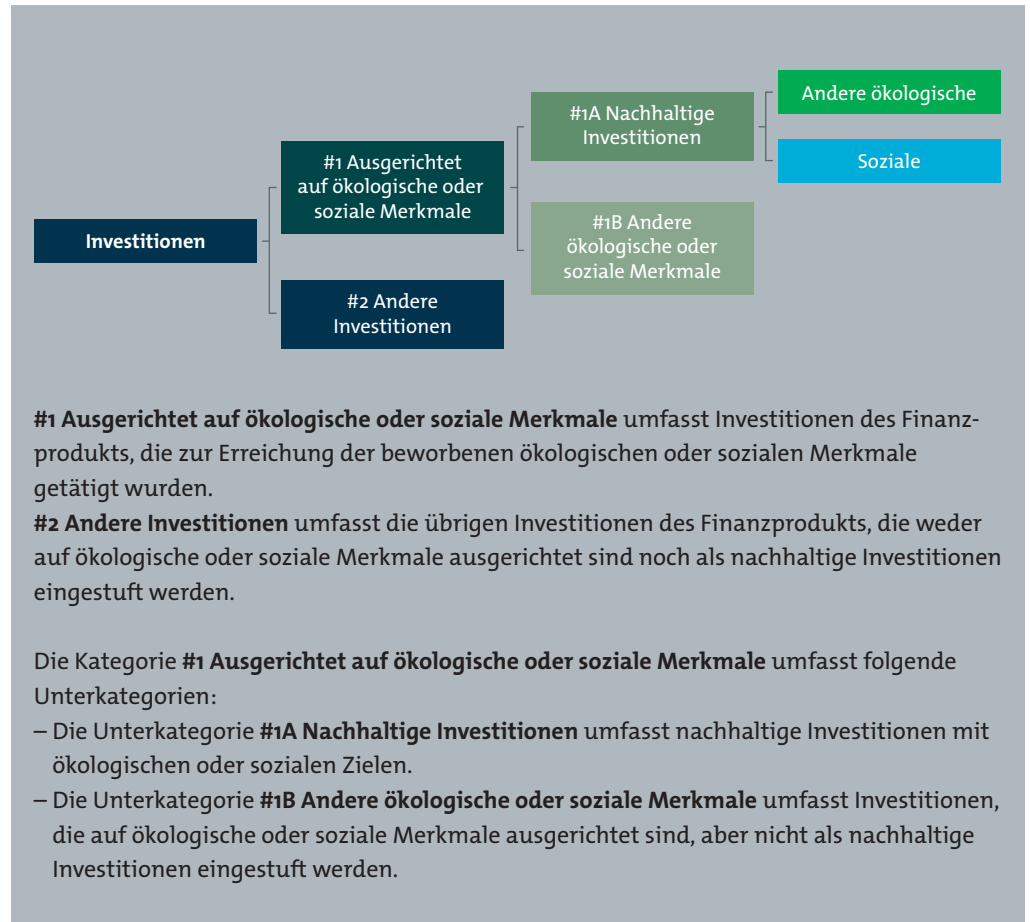 Andere ökologische
#1A Nachhaltige
Investitionen
Soziale
#1 Ausgerichtet
auf ökologische oder
soziale Merkmale
#1B Andere
ökologische oder
soziale Merkmale
Investitionen
#2 Andere
Investitionen
#1 Ausgerichtet auf ökologische oder soziale Merkmale umfasst Investitionen des Finanz-
produkts, die zur Erreichung der beworbenen ökologischen oder sozialen Merkmale
getätigt wurden.
#2 Andere Investitionen umfasst die übrigen Investitionen des Finanzprodukts, die weder
auf ökologische oder soziale Merkmale ausgerichtet sind noch als nachhaltige Investitionen
eingestuft werden.
Die Kategorie #1 Ausgerichtet auf ökologische oder soziale Merkmale umfasst folgende
Unterkategorien:
– Die Unterkategorie #1A Nachhaltige Investitionen umfasst nachhaltige Investitionen mit
ökologischen oder sozialen Zielen.
– Die Unterkategorie #1B Andere ökologische oder soziale Merkmale umfasst Investitionen,
die auf ökologische oder soziale Merkmale ausgerichtet sind, aber nicht als nachhaltige
Investitionen eingestuft werden.